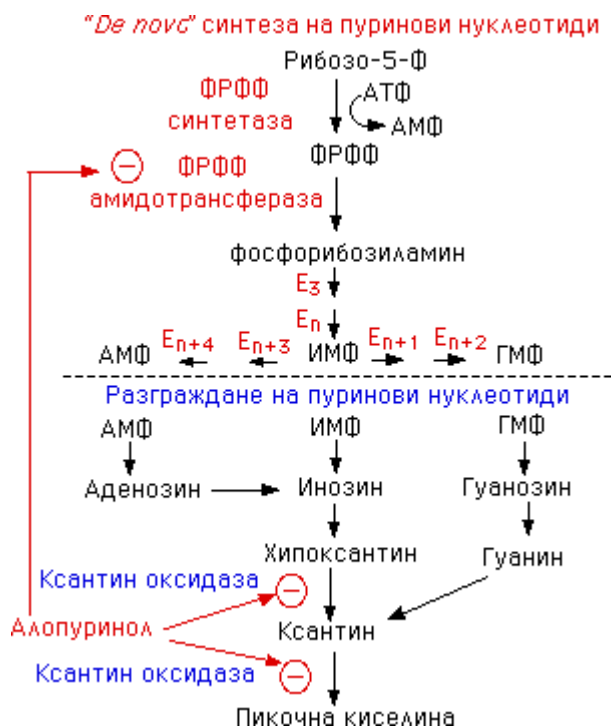 "De novo" синтеза на пуринови нуклеотиди
Рибозо-5-Ф
ФРФФ
синтетаза
АТФ
АМФ
ФРФФ
− ФРФФ
амидотрансфераза
фосфорибозиламин
E3
En
АМФ En+4 En+3 ИМФ En+1 En+2 ГМФ
Разграждане на пуринови нуклеотиди
АМФ ИМФ ГМФ
Аденозин Инозин Гуанозин
Хипоксантин Гуанин
Ксантин оксидаза −
Алопуринол Ксантин
Ксантин оксидаза −
Пикочна киселина